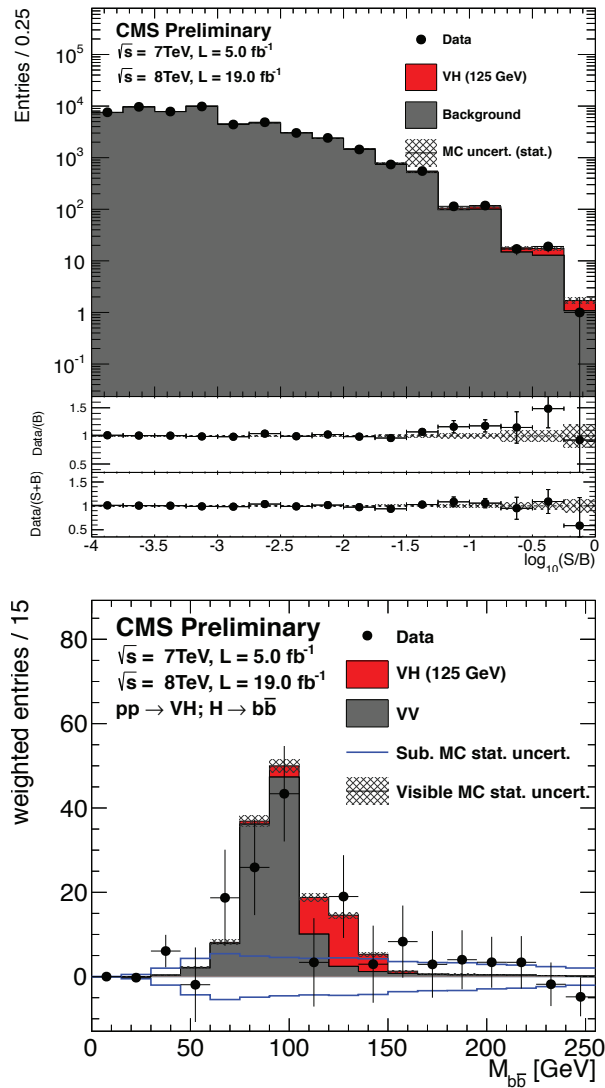 CMS Preliminary
√s = 7TeV, L = 5.0 fb⁻¹
√s = 8TeV, L = 19.0 fb⁻¹
Data
VH (125 GeV)
Background
MC uncert. (stat.)
Entries / 0.25
10⁵
10⁴
10³
10²
10
1
10⁻¹
Data/(B)
1.5
1.0
0.5
Data/(S+B)
1.5
1.0
0.5
-4 -3.5 -3 -2.5 -2 -1.5 -1 -0.5 0
log₁₀(S/B)
CMS Preliminary
√s = 7TeV, L = 5.0 fb⁻¹
√s = 8TeV, L = 19.0 fb⁻¹
pp → VH; H → bb̄
Data
VH (125 GeV)
VV
Sub. MC stat. uncert.
Visible MC stat. uncert.
weighted entries / 15
80
60
40
20
0
0 50 100 150 200 250
M_bb̄ [GeV]